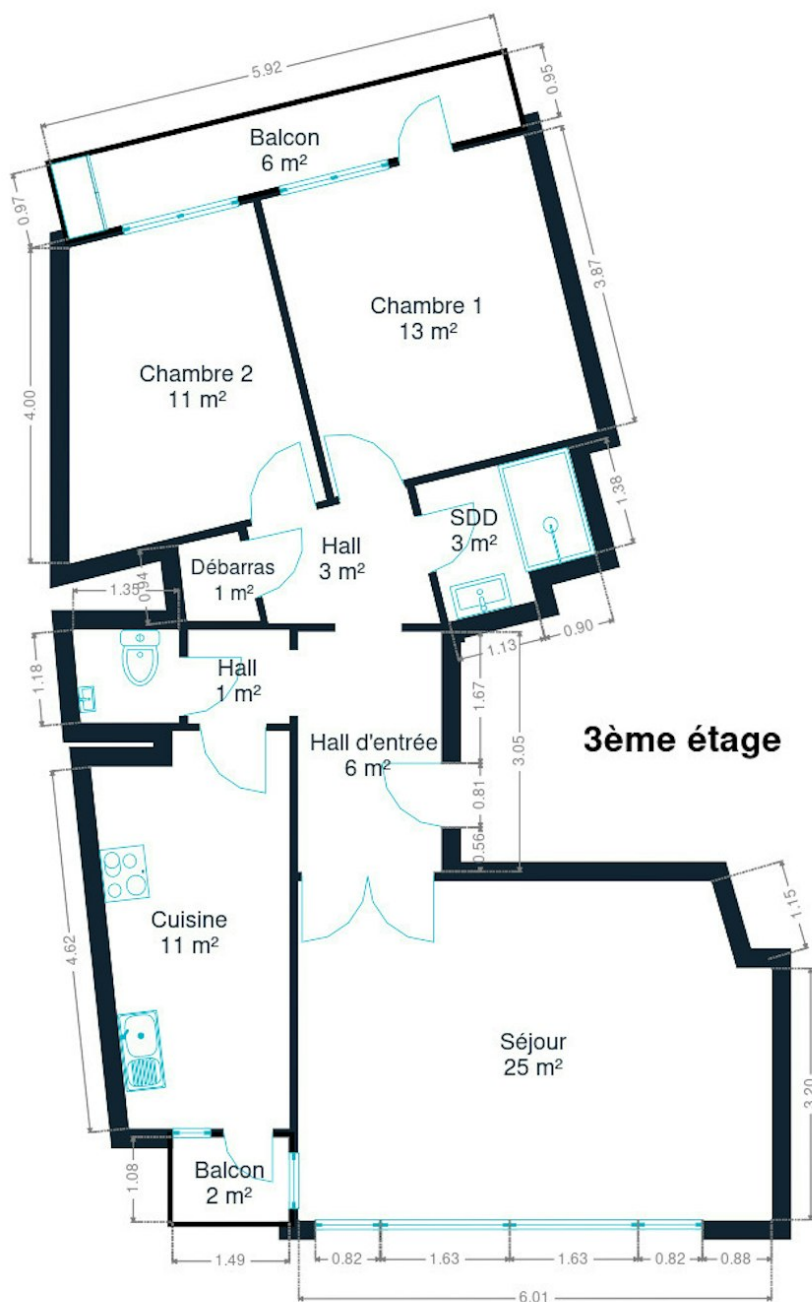 5.92
0.95
Balcon
6 m²
0.97
3.87
Chambre 1
13 m²
4.00
Chambre 2
11 m²
1.38
SDD
3 m²
Hall
3 m²
Débarras
1 m²
0.94
1.35
0.90
1.13
1.18
Hall
1 m²
1.67
Hall d'entrée
6 m²
3.05
3ème étage
0.81
0.56
1.15
4.62
Cuisine
11 m²
Séjour
25 m²
3.20
1.08
Balcon
2 m²
1.49
0.82
1.63
1.63
0.82
0.88
6.01